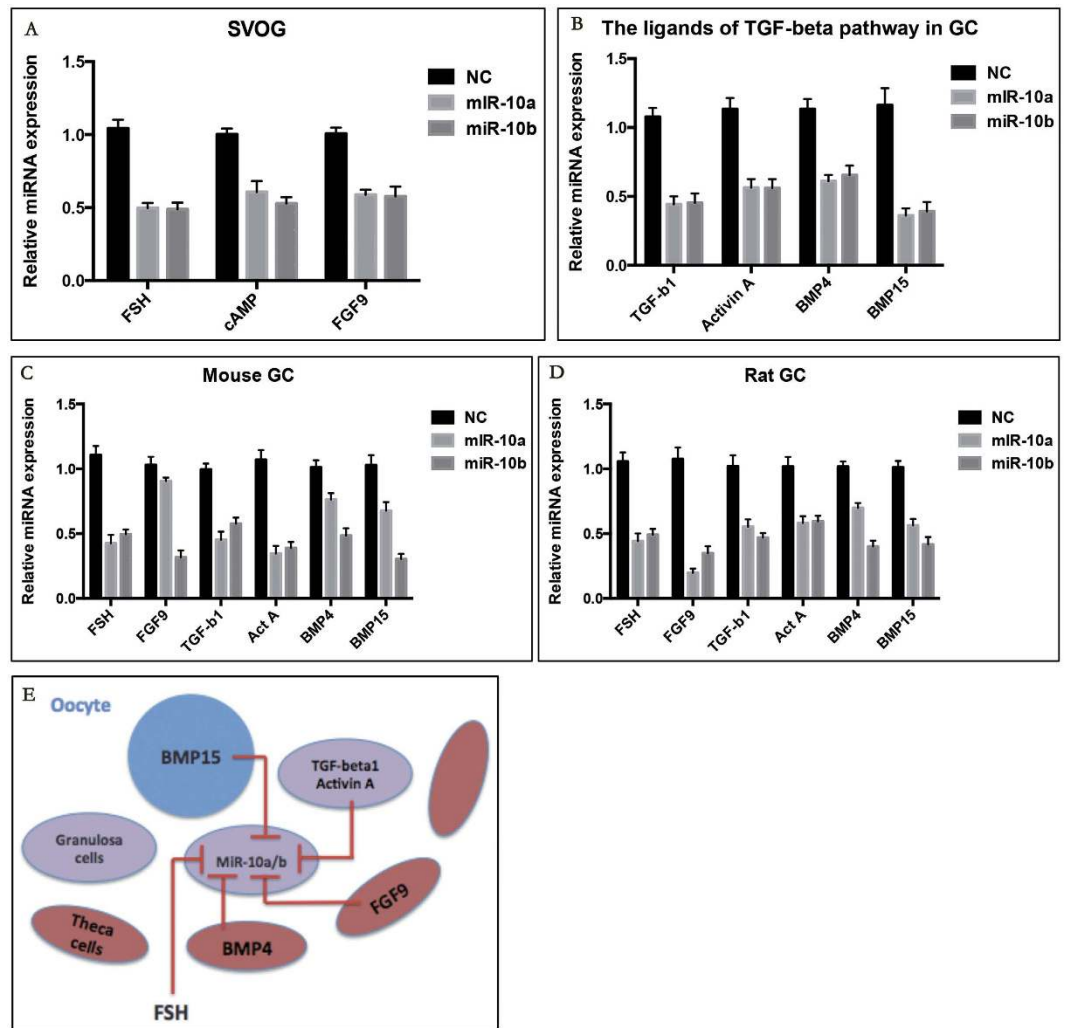 A
SVOG
Relative miRNA expression
1.5
1.0
0.5
0.0
FSH
cAMP
FGF9
NC
mIR-10a
miR-10b
B
The ligands of TGF-beta pathway in GC
Relative miRNA expression
1.5
1.0
0.5
0.0
TGF-b1
Activin A
BMP4
BMP15
NC
mIR-10a
miR-10b
C
Mouse GC
Relative miRNA expression
1.5
1.0
0.5
0.0
FSH
FGF9
TGF-b1
Act A
BMP4
BMP15
NC
mIR-10a
miR-10b
D
Rat GC
Relative miRNA expression
1.5
1.0
0.5
0.0
FSH
FGF9
TGF-b1
Act A
BMP4
BMP15
NC
mIR-10a
miR-10b
E
Oocyte
BMP15
TGF-beta1
Activin A
Granulosa
cells
MiR-10a/b
FGF9
Theca
cells
BMP4
FSH